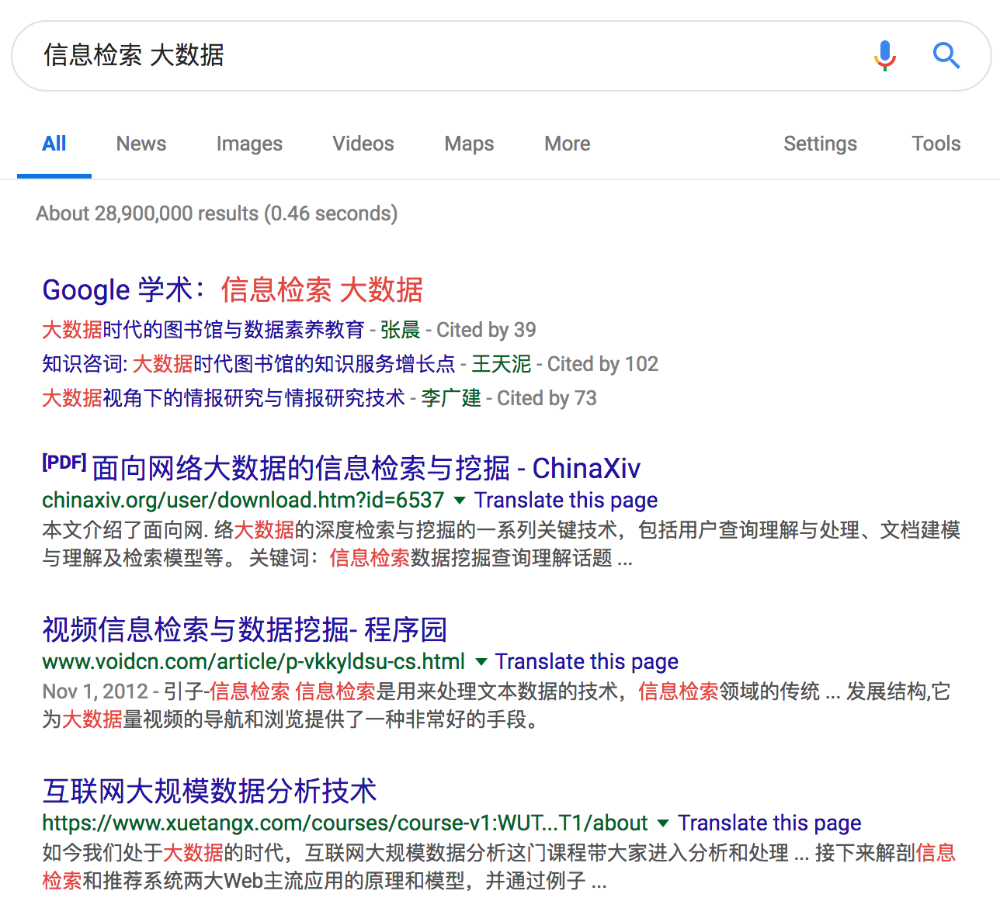 信息检索 大数据
All News Images Videos Maps More Settings Tools
About 28,900,000 results (0.46 seconds)
Google 学术：信息检索 大数据
大数据时代的图书馆与数据素养教育 - 张晨 - Cited by 39
知识咨词: 大数据时代图书馆的知识服务增长点 - 王天泥 - Cited by 102
大数据视角下的情报研究与情报研究技术 - 李广建 - Cited by 73
[PDF] 面向网络大数据的信息检索与挖掘 - ChinaXiv
chinaxiv.org/user/download.htm?id=6537 Translate this page
本文介绍了面向网. 络大数据的深度检索与挖掘的一系列关键技术，包括用户查询理解与处理、文档建模
与理解及检索模型等。 关键词：信息检索数据挖掘查询理解话题 ...
视频信息检索与数据挖掘- 程序园
www.voidcn.com/article/p-vkkyldsu-cs.html Translate this page
Nov 1, 2012 - 引子-信息检索 信息检索是用来处理文本数据的技术，信息检索领域的传统 ... 发展结构,它
为大数据量视频的导航和浏览提供了一种非常好的手段。
互联网大规模数据分析技术
https://www.xuetangx.com/courses/course-v1:WUT...T1/about Translate this page
如今我们处于大数据的时代，互联网大规模数据分析这门课程带大家进入分析和处理 ... 接下来解剖信息
检索和推荐系统两大Web主流应用的原理和模型，并通过例子 ...